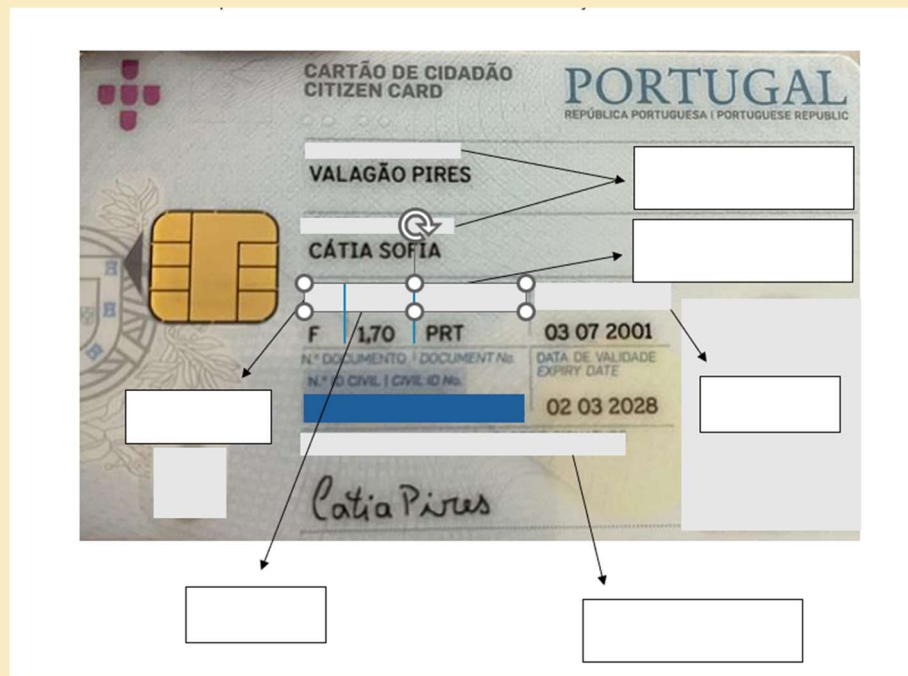 CARTÃO DE CIDADÃO
CITIZEN CARD
PORTUGAL
REPÚBLICA PORTUGUESA | PORTUGUESE REPUBLIC
VALAGÃO PIRES
CÁTIA SOFIA
F 1,70 PRT 03 07 2001
N.º DOCUMENTO | DOCUMENT No.
N.º ID CIVIL | CIVIL ID No.
DATA DE VALIDADE
EXPIRY DATE
02 03 2028
Catia Pires